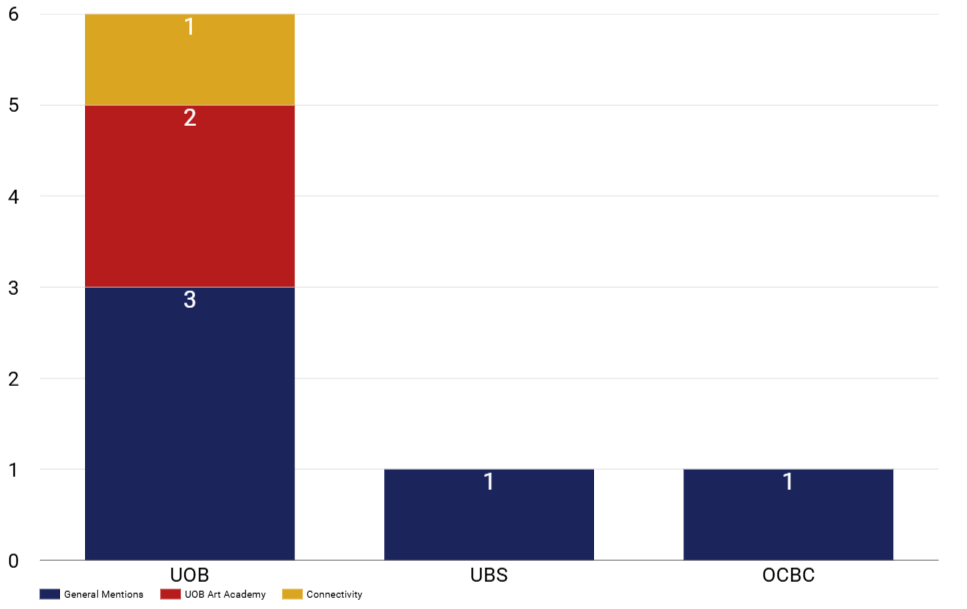 6
1
5
2
4
3
3
2
1
1
1
0
UOB
UBS
OCBC
General Mentions
UOB Art Academy
Connectivity